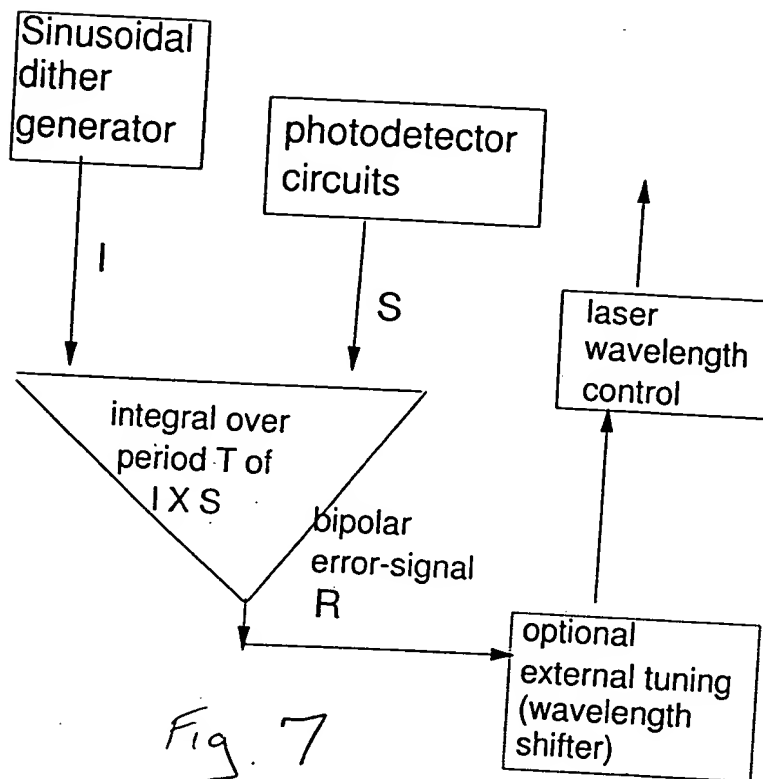 Sinusoidal
dither
generator
photodetector
circuits
I
S
laser
wavelength
control
integral over
period T of
I X S
bipolar
error-signal
R
optional
external tuning
(wavelength
shifter)
Fig. 7